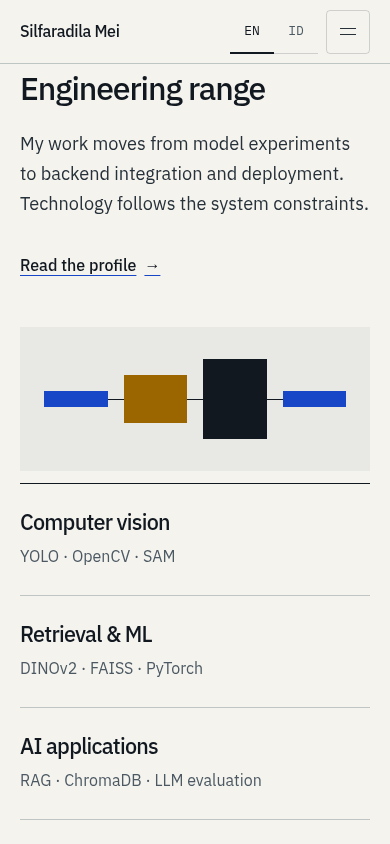 Silfaradila Mei
EN ID
Engineering range
My work moves from model experiments
to backend integration and deployment.
Technology follows the system constraints.
Read the profile →
Computer vision
YOLO · OpenCV · SAM
Retrieval & ML
DINOv2 · FAISS · PyTorch
AI applications
RAG · ChromaDB · LLM evaluation